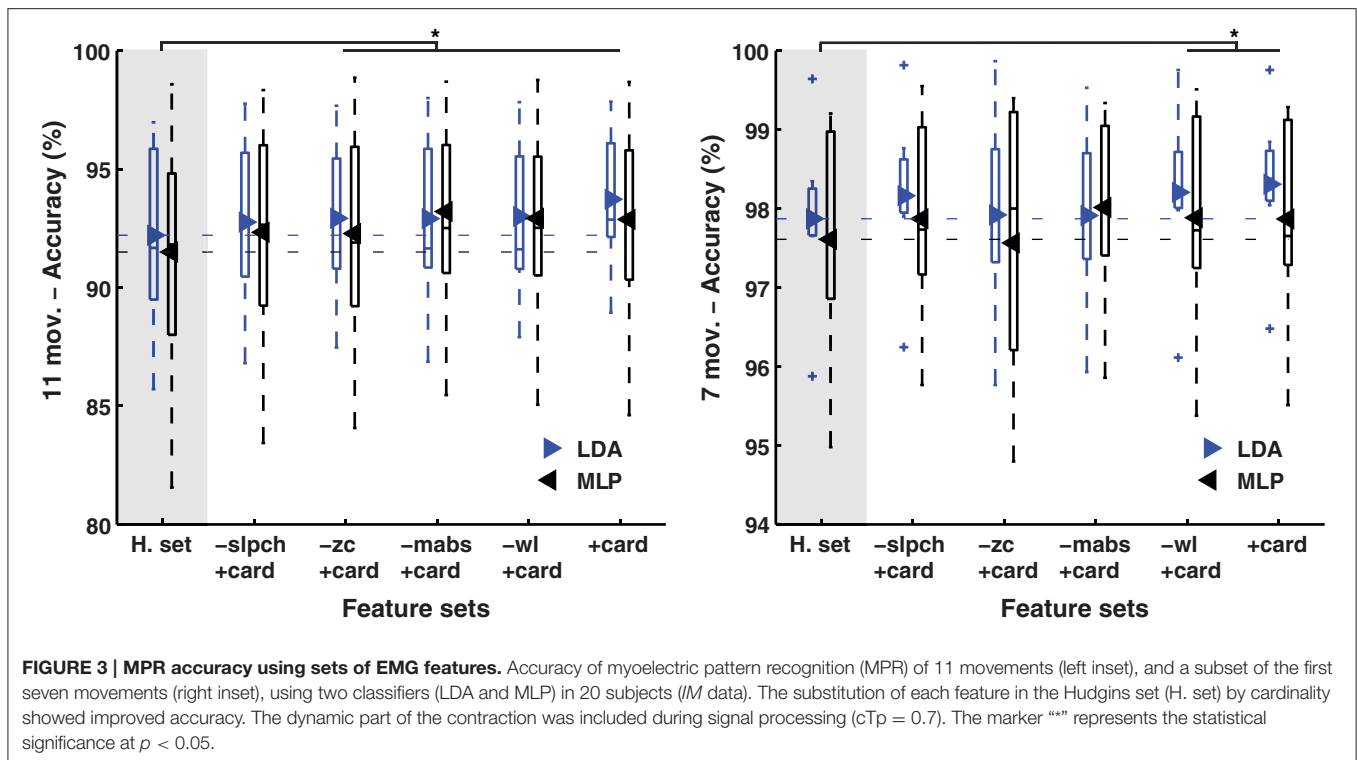 *
100
95
90
85
80
11 mov. – Accuracy (%)
LDA
MLP
H. set
–slpch +card
–zc +card
–mabs +card
–wl +card
+card
Feature sets
*
100
99
98
97
96
95
94
7 mov. – Accuracy (%)
LDA
MLP
H. set
–slpch +card
–zc +card
–mabs +card
–wl +card
+card
Feature sets
FIGURE 3 | MPR accuracy using sets of EMG features. Accuracy of myoelectric pattern recognition (MPR) of 11 movements (left inset), and a subset of the first
seven movements (right inset), using two classifiers (LDA and MLP) in 20 subjects (IM data). The substitution of each feature in the Hudgins set (H. set) by cardinality
showed improved accuracy. The dynamic part of the contraction was included during signal processing (cTp = 0.7). The marker “*” represents the statistical
significance at p < 0.05.